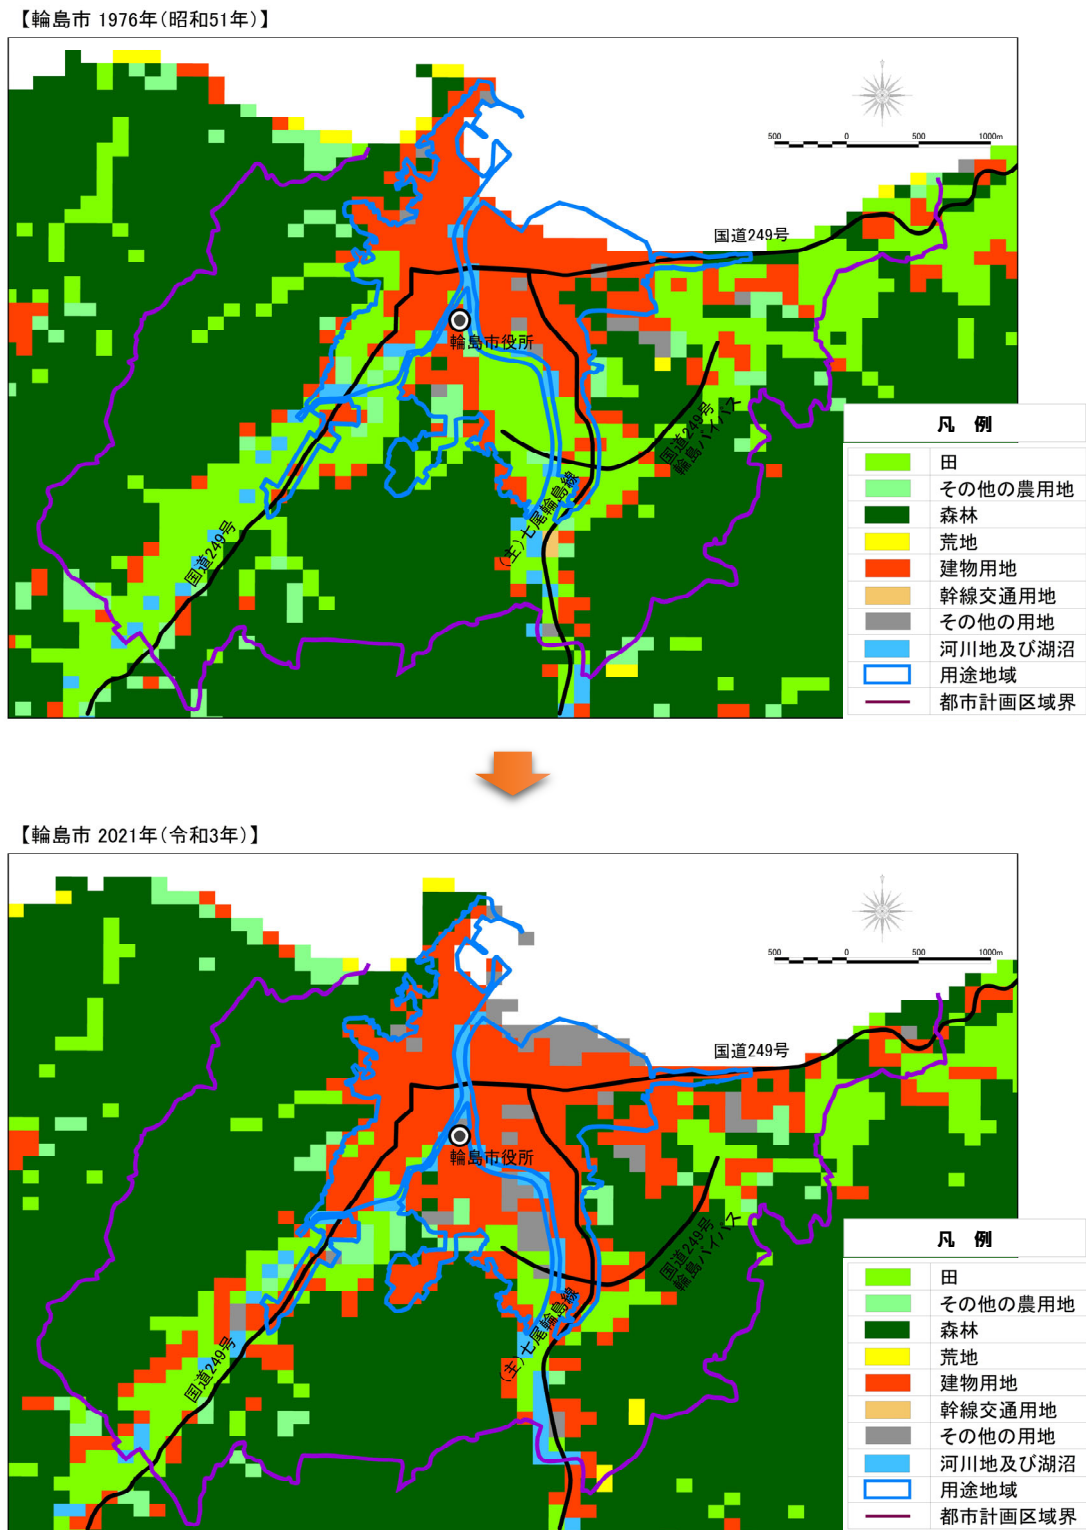 【輪島市 1976年(昭和51年)】
500 0 500 1000m
国道249号
輪島市役所
国道249号
輪島バイパス
(主)七尾輪島線
国道249号
凡 例
田
その他の農用地
森林
荒地
建物用地
幹線交通用地
その他の用地
河川地及び湖沼
用途地域
都市計画区域界
【輪島市 2021年(令和3年)】
500 0 500 1000m
国道249号
輪島市役所
国道249号
輪島バイパス
(主)七尾輪島線
国道249号
凡 例
田
その他の農用地
森林
荒地
建物用地
幹線交通用地
その他の用地
河川地及び湖沼
用途地域
都市計画区域界